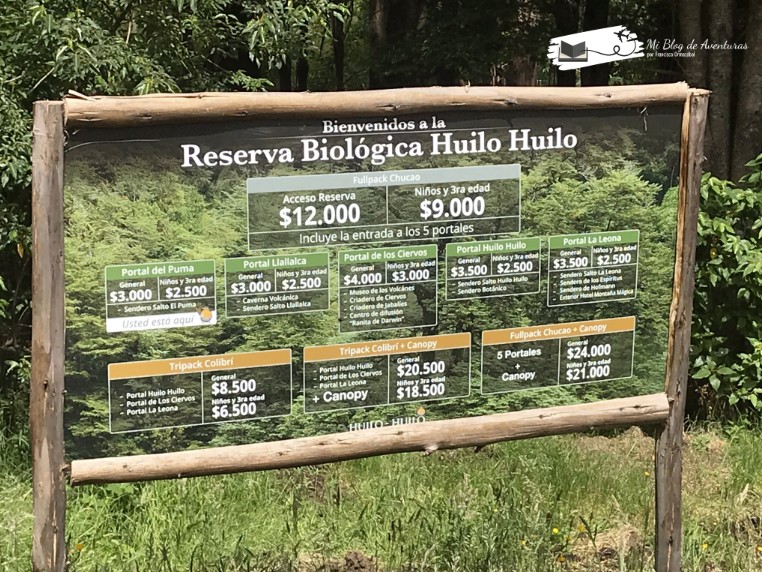 Mi Blog de Aventuras
Bienvenidos a la
Reserva Biológica Huilo Huilo
Fullpack Chucao
Acceso Reserva
$12.000
Niños y 3ra edad
$9.000
Incluye la entrada a los 5 portales
Portal del Puma
General
$3.000
Niños y 3ra edad
$2.500
- Sendero Salto El Puma
Usted está aquí
Portal Llallalca
General
$3.000
Niños y 3ra edad
$2.500
- Caverna Volcánica
- Sendero Salto Llallalca
Portal de los Ciervos
General
$4.000
Niños y 3ra edad
$3.000
- Museo de los Volcánes
- Criadero de Ciervos
- Criadero de Jabalíes
- Centro de difusión
"Ranita de Darwin"
Portal Huilo Huilo
General
$3.500
Niños y 3ra edad
$2.500
- Sendero Salto Huilo Huilo
- Sendero Botánico
Portal La Leona
General
$3.500
Niños y 3ra edad
$2.500
- Sendero Salto La Leona
- Sendero de los Espíritus
- Sendero de Hofmann
- Exterior Hotel Montaña Mágica
Tripack Colibrí
- Portal Huilo Huilo
- Portal de Los Ciervos
- Portal La Leona
General
$8.500
Niños y 3ra edad
$6.500
Tripack Colibrí + Canopy
- Portal Huilo Huilo
- Portal de Los Ciervos
- Portal La Leona
+ Canopy
General
$20.500
Niños y 3ra edad
$18.500
Fullpack Chucao + Canopy
5 Portales
+
Canopy
General
$24.000
Niños y 3ra edad
$21.000
HUILO - HUILO